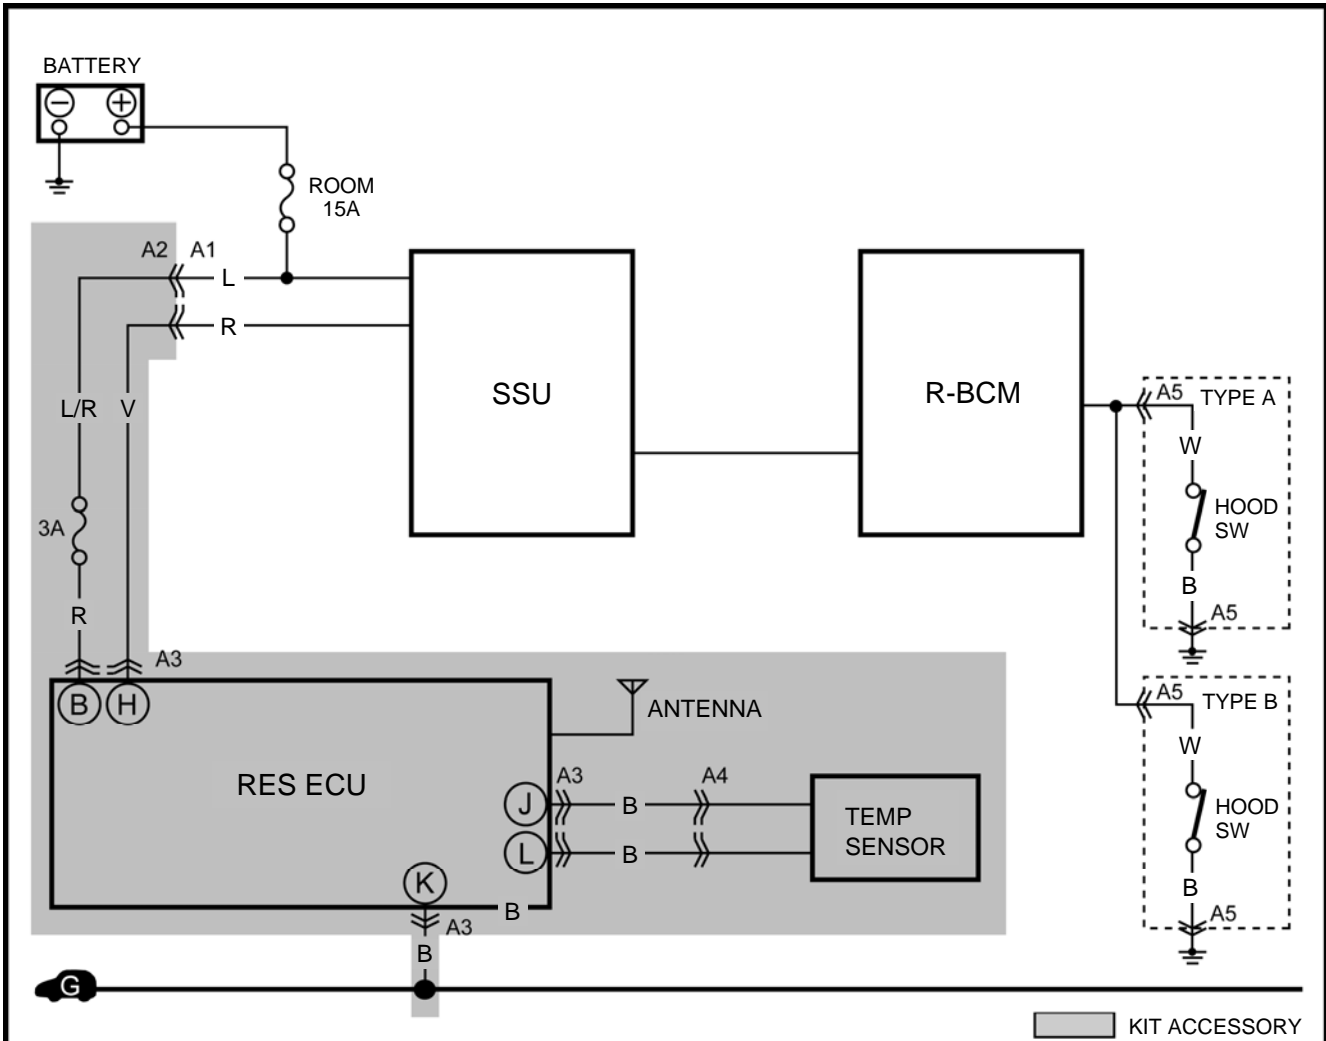 BATTERY
− +
ROOM
15A
A2 A1
L
R
SSU
R-BCM
A5 TYPE A
W
HOOD
SW
B
A5
L/R V
3A
R
A3
B H
ANTENNA
RES ECU
J A3 B A4
L B
TEMP
SENSOR
K
B
A3
B
A5 TYPE B
W
HOOD
SW
B
A5
G
KIT ACCESSORY